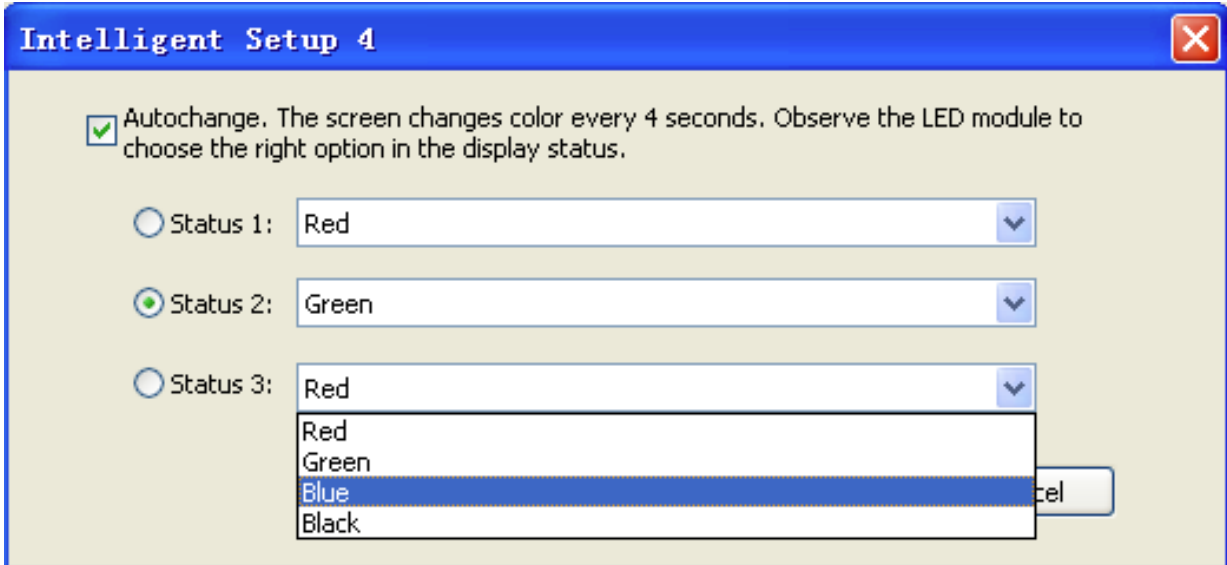 Intelligent Setup 4
Autochange. The screen changes color every 4 seconds. Observe the LED module to
choose the right option in the display status.
Status 1: Red
Status 2: Green
Status 3: Red
Red
Green
Blue
Black